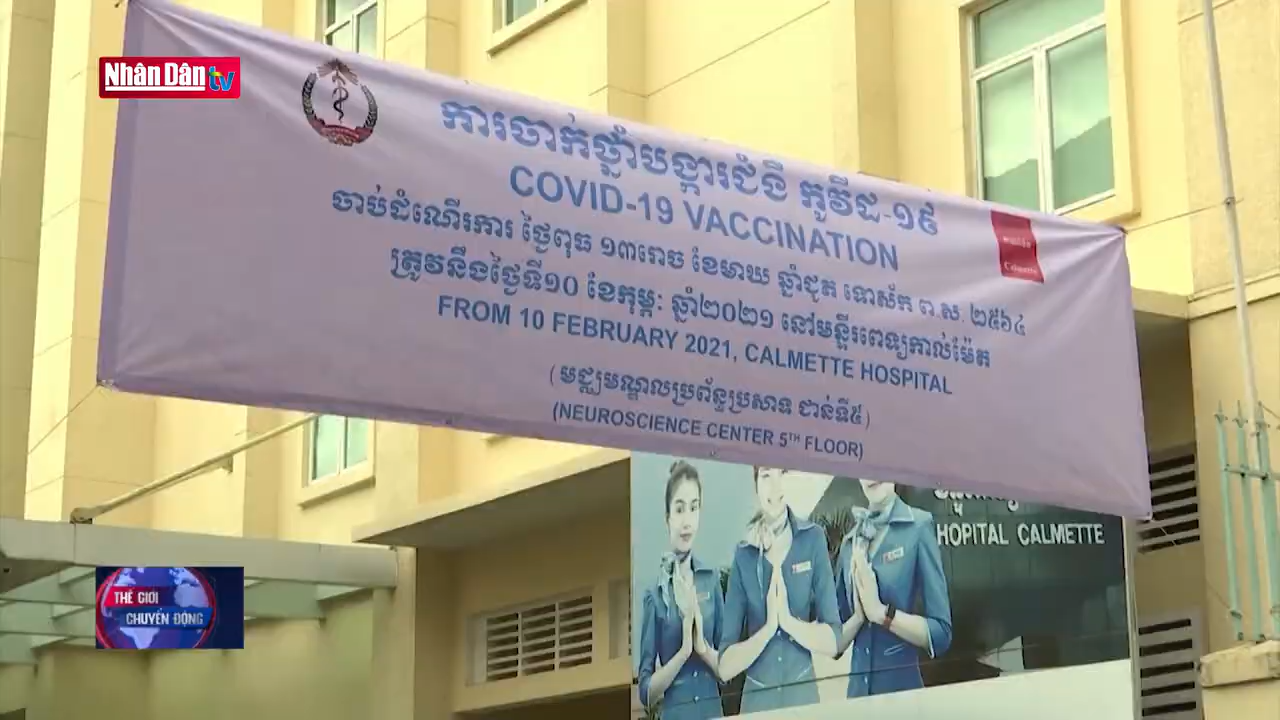 Nhân Dân tv
ការចាក់ថ្នាំបង្ការជំងឺ កូវីដ-១៩
COVID-19 VACCINATION
ចាប់ដំណើរការ ថ្ងៃពុធ ១៣រោច ខែមាឃ ឆ្នាំជូត ទោស័ក ព.ស. ២៥៦៤
ត្រូវនឹងថ្ងៃទី១០ ខែកុម្ភៈ ឆ្នាំ២០២១ នៅមន្ទីរពេទ្យកាល់ម៉ែត
FROM 10 FEBRUARY 2021, CALMETTE HOSPITAL
(មជ្ឈមណ្ឌលប្រព័ន្ធប្រសាទ ជាន់ទី៥)
(NEUROSCIENCE CENTER 5TH FLOOR)
Calmette
HOPITAL CALMETTE
THẾ GIỚI
CHUYỂN ĐỘNG